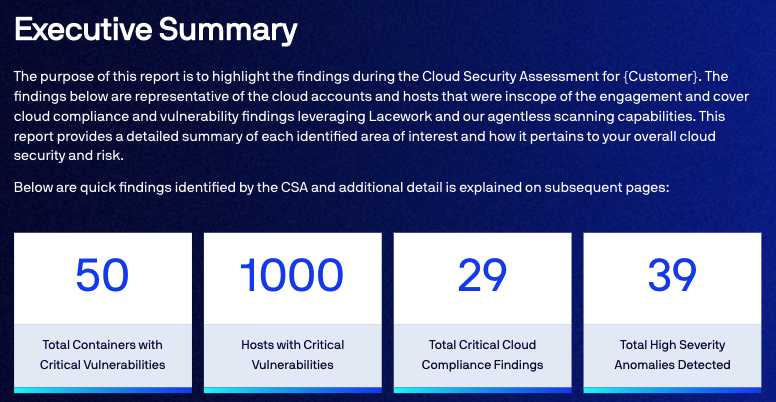 Executive Summary
The purpose of this report is to highlight the findings during the Cloud Security Assessment for {Customer}. The
findings below are representative of the cloud accounts and hosts that were inscope of the engagement and cover
cloud compliance and vulnerability findings leveraging Lacework and our agentless scanning capabilities. This
report provides a detailed summary of each identified area of interest and how it pertains to your overall cloud
security and risk.
Below are quick findings identified by the CSA and additional detail is explained on subsequent pages:
50
Total Containers with
Critical Vulnerabilities
1000
Hosts with Critical
Vulnerabilities
29
Total Critical Cloud
Compliance Findings
39
Total High Severity
Anomalies Detected